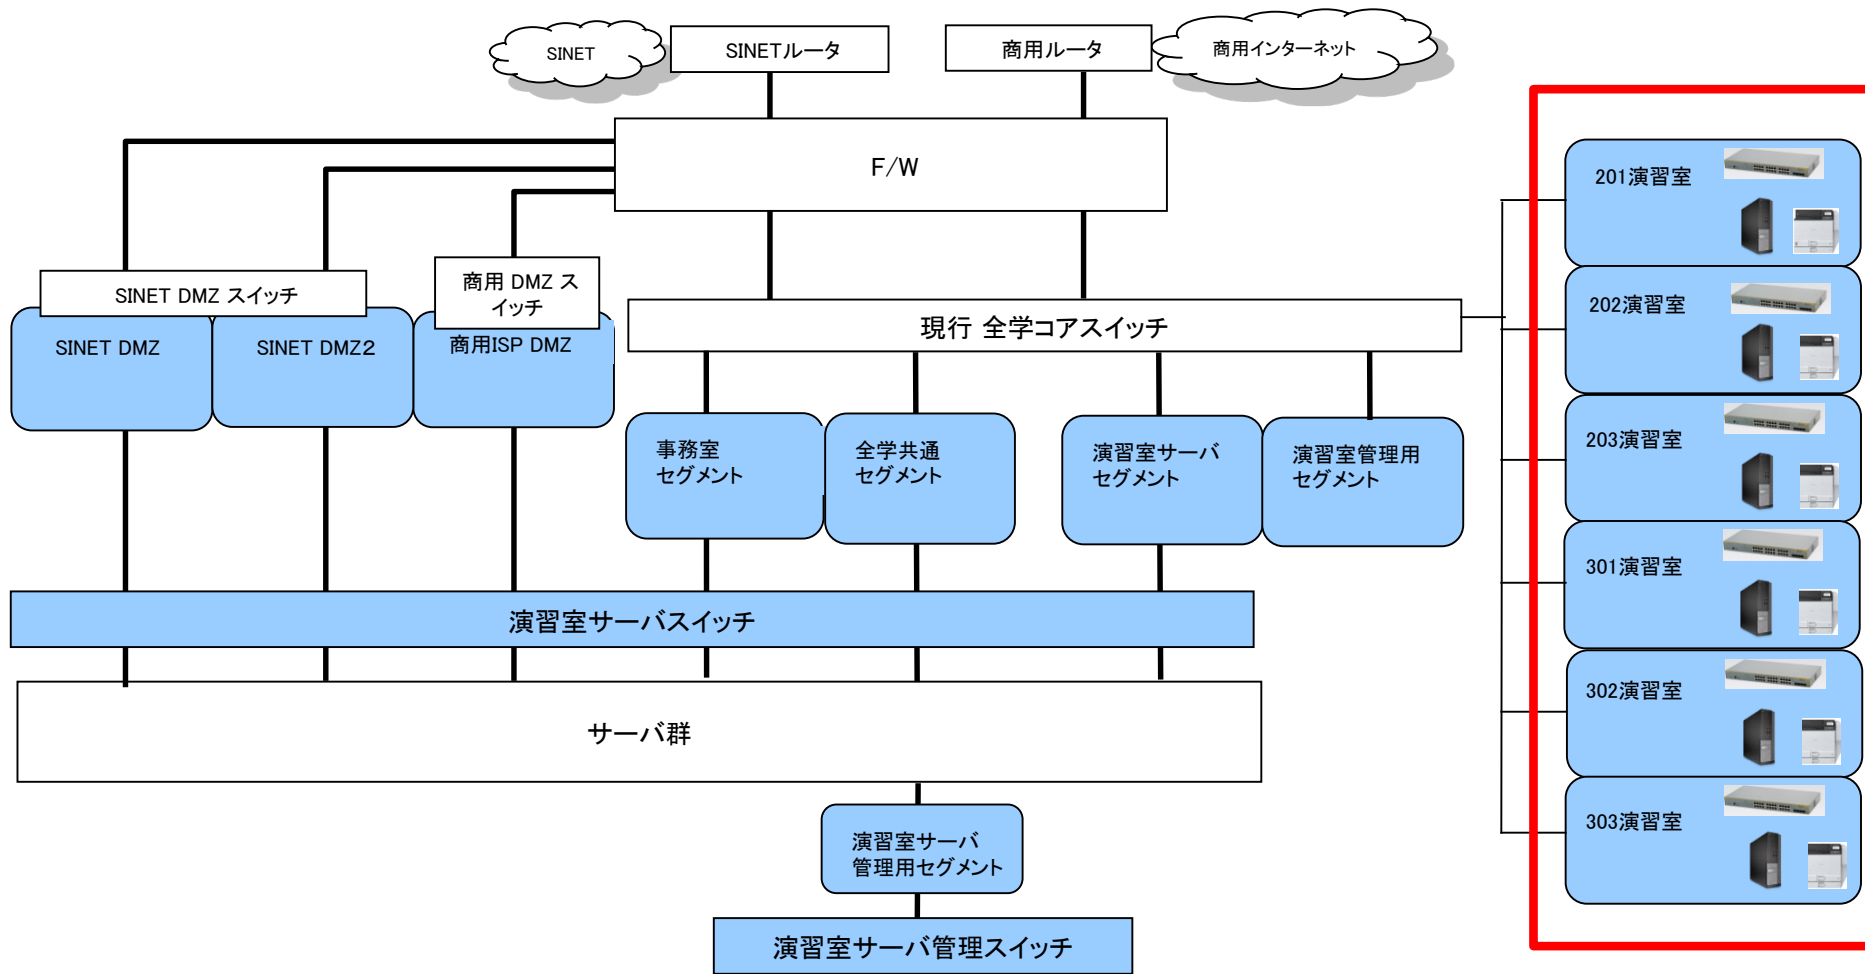 SINET
SINETルータ
商用ルータ
商用インターネット
F/W
SINET DMZ スイッチ
商用 DMZ ス
イッチ
SINET DMZ
SINET DMZ2
商用ISP DMZ
現行 全学コアスイッチ
事務室
セグメント
全学共通
セグメント
演習室サーバ
セグメント
演習室管理用
セグメント
演習室サーバスイッチ
サーバ群
演習室サーバ
管理用セグメント
演習室サーバ管理スイッチ
201演習室
202演習室
203演習室
301演習室
302演習室
303演習室